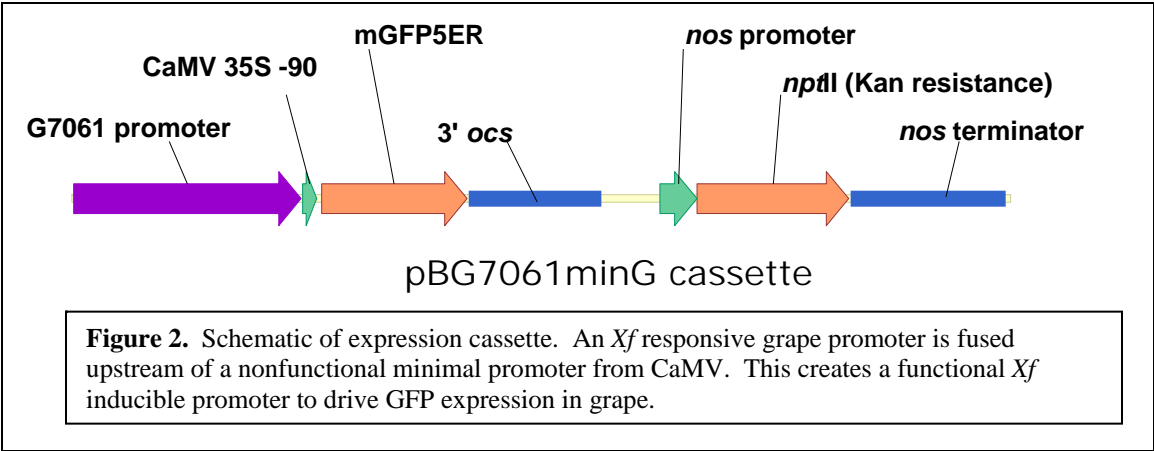 mGFP5ER
nos promoter
CaMV 35S -90
nptII (Kan resistance)
G7061 promoter
3' ocs
nos terminator
pBG7061minG cassette
Figure 2. Schematic of expression cassette. An Xf responsive grape promoter is fused
upstream of a nonfunctional minimal promoter from CaMV. This creates a functional Xf
inducible promoter to drive GFP expression in grape.